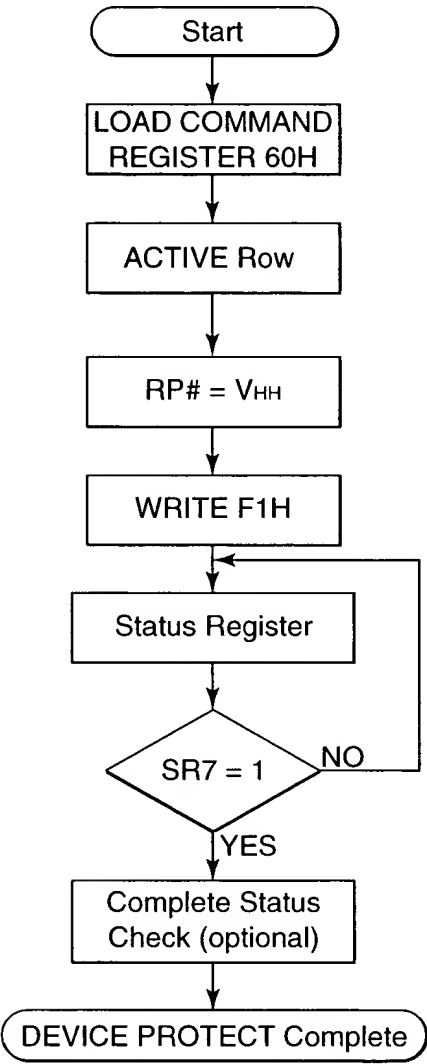 Start
LOAD COMMAND
REGISTER 60H
ACTIVE Row
RP# = VHH
WRITE F1H
Status Register
SR7 = 1
NO
YES
Complete Status
Check (optional)
DEVICE PROTECT Complete